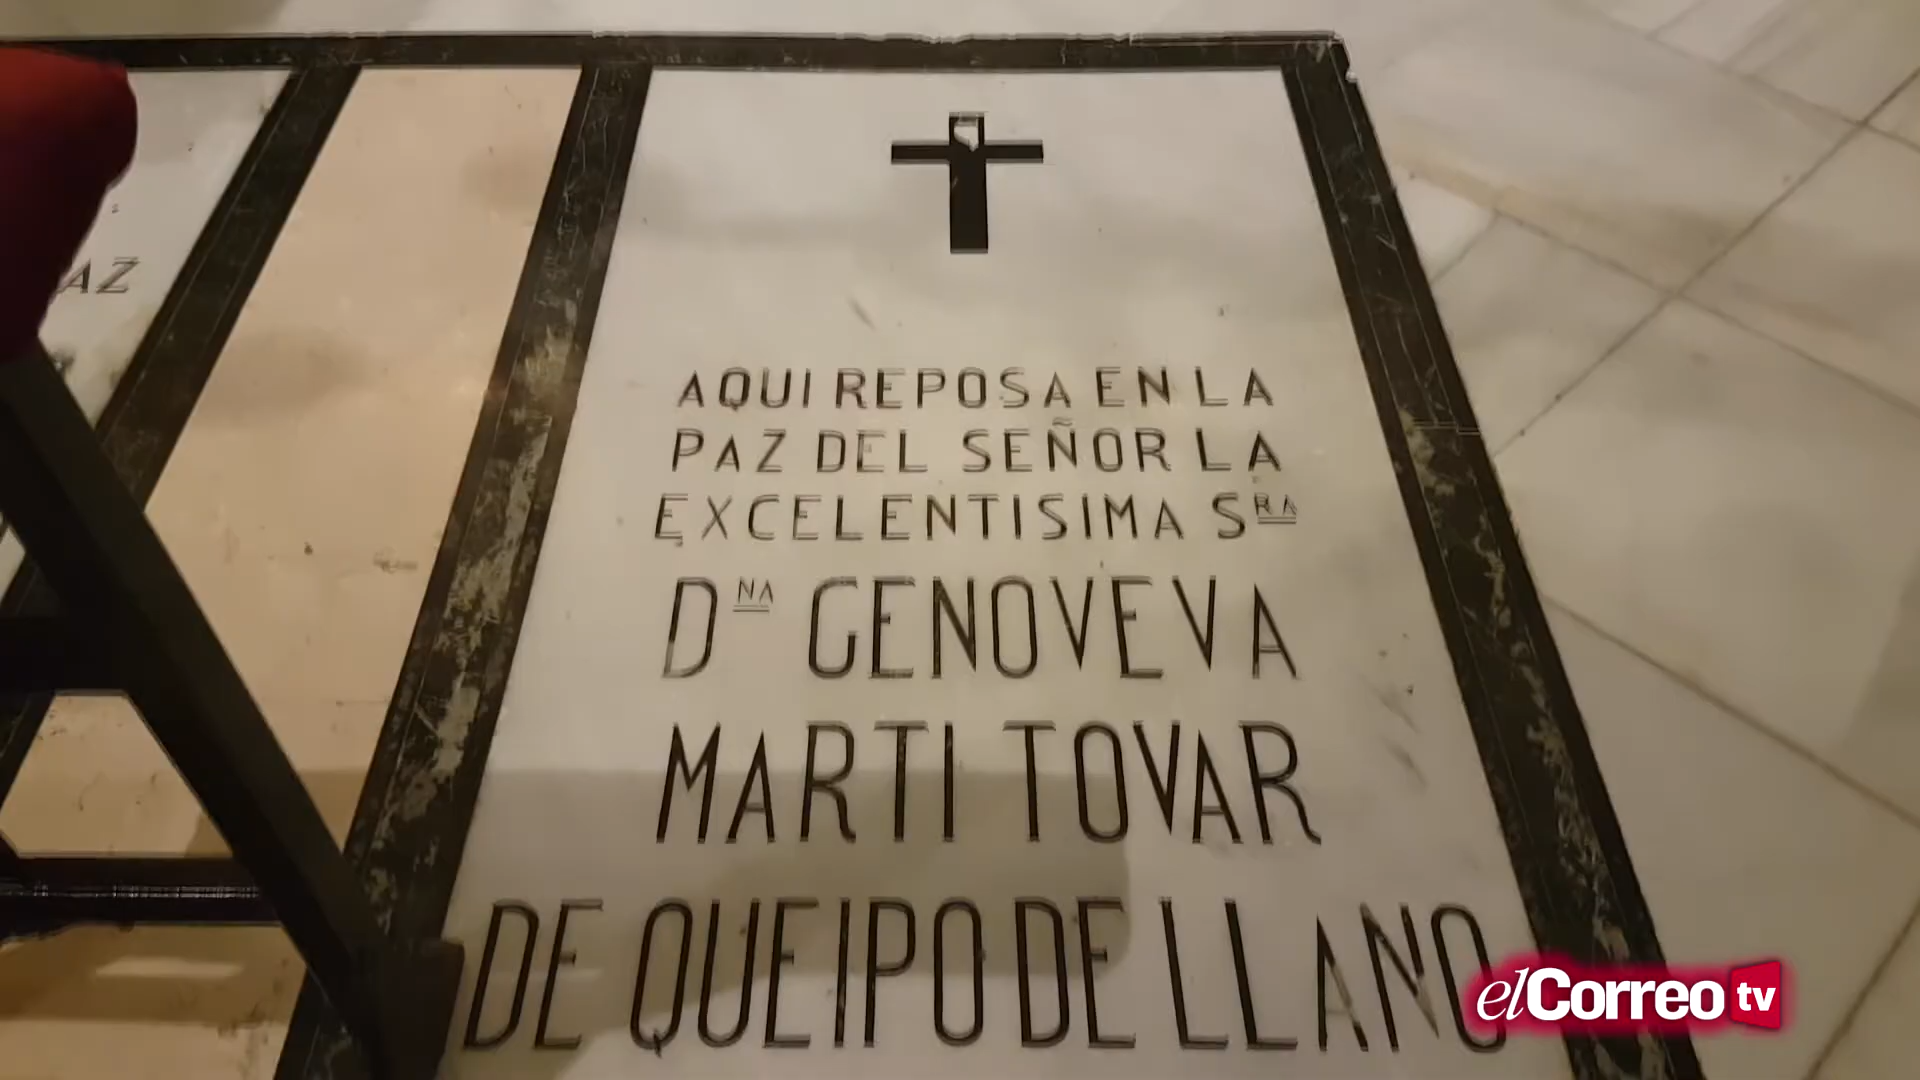 AZ
AQUI REPOSA EN LA
PAZ DEL SEÑOR LA
EXCELENTISIMA SRA
DNA GENOVEVA
MARTI TOVAR
DE QUEIPO DE LLANO
elCorreo tv